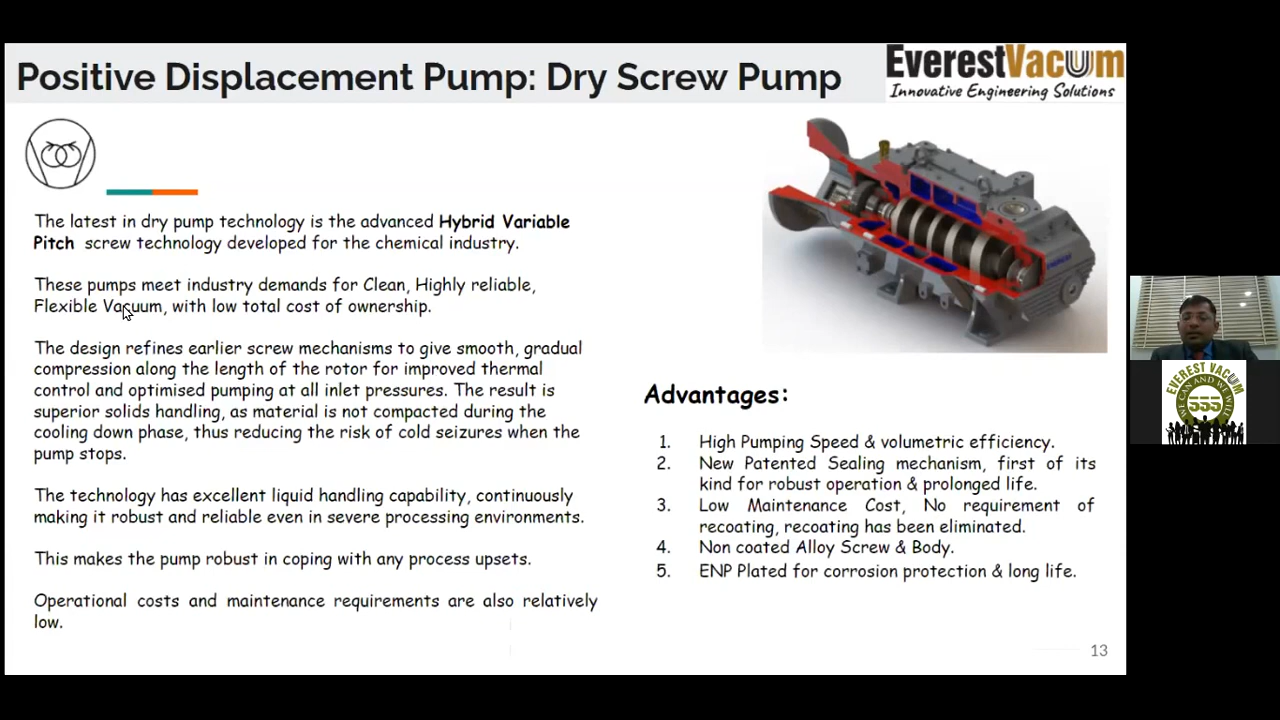 Positive Displacement Pump: Dry Screw Pump
EverestVacuum
Innovative Engineering Solutions
The latest in dry pump technology is the advanced Hybrid Variable
Pitch screw technology developed for the chemical industry.
These pumps meet industry demands for Clean, Highly reliable,
Flexible Vacuum, with low total cost of ownership.
The design refines earlier screw mechanisms to give smooth, gradual
compression along the length of the rotor for improved thermal
control and optimised pumping at all inlet pressures. The result is
superior solids handling, as material is not compacted during the
cooling down phase, thus reducing the risk of cold seizures when the
pump stops.
The technology has excellent liquid handling capability, continuously
making it robust and reliable even in severe processing environments.
This makes the pump robust in coping with any process upsets.
Operational costs and maintenance requirements are also relatively
low.
Advantages:
1. High Pumping Speed & volumetric efficiency.
2. New Patented Sealing mechanism, first of its
kind for robust operation & prolonged life.
3. Low Maintenance Cost, No requirement of
recoating, recoating has been eliminated.
4. Non coated Alloy Screw & Body.
5. ENP Plated for corrosion protection & long life.
13
EVEREST VACUUM
WE CAN AND WE WILL
555